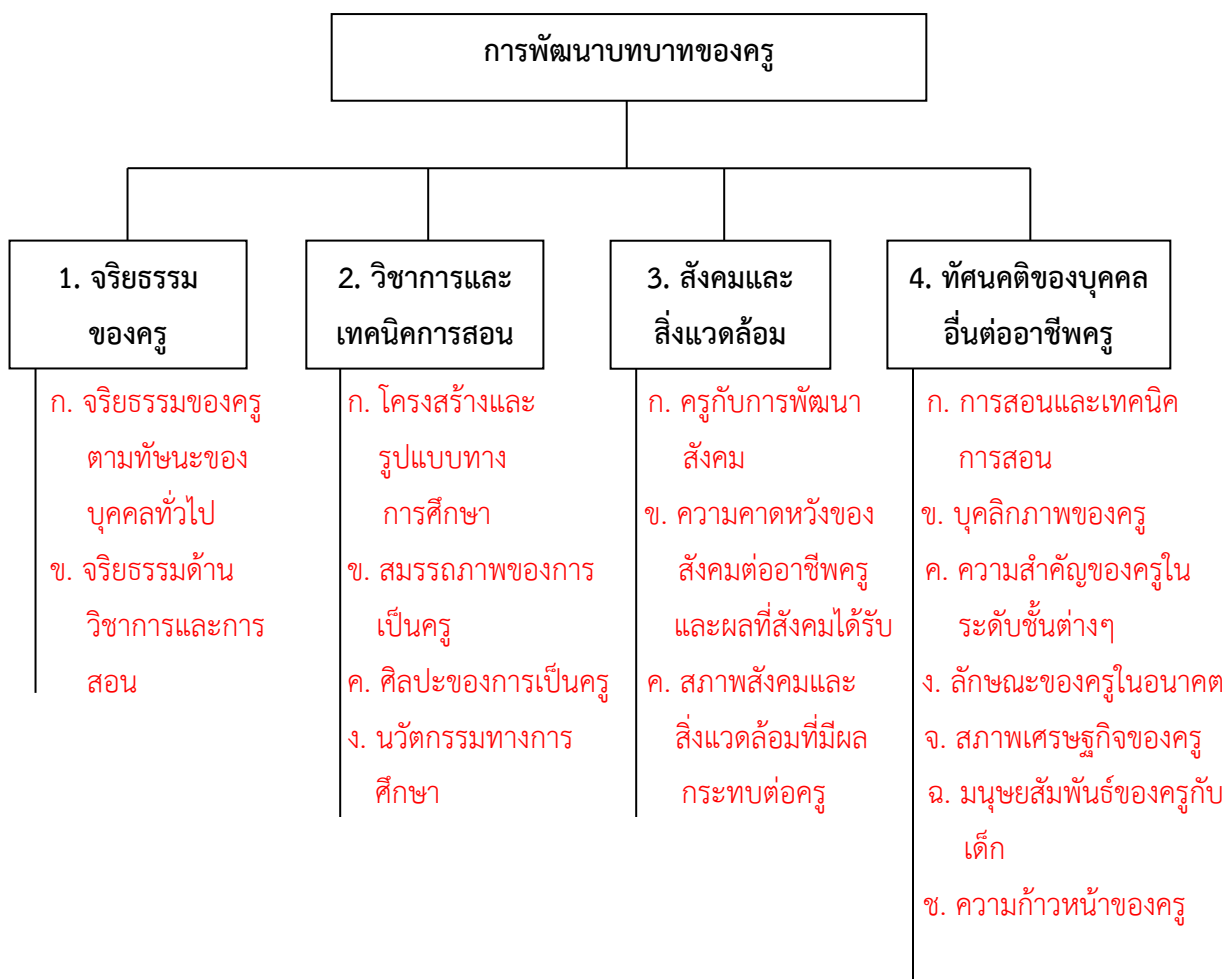 การพัฒนาบทบาทของครู
1. จริยธรรม
ของครู
ก. จริยธรรมของครู
ตามทัษนะของ
บุคคลทั่วไป
ข. จริยธรรมด้าน
วิชาการและการ
สอน
2. วิชาการและ
เทคนิคการสอน
ก. โครงสร้างและ
รูปแบบทาง
การศึกษา
ข. สมรรถภาพของการ
เป็นครู
ค. ศิลปะของการเป็นครู
ง. นวัตกรรมทางการ
ศึกษา
3. สังคมและ
สิ่งแวดล้อม
ก. ครูกับการพัฒนา
สังคม
ข. ความคาดหวังของ
สังคมต่ออาชีพครู
และผลที่สังคมได้รับ
ค. สภาพสังคมและ
สิ่งแวดล้อมที่มีผล
กระทบต่อครู
4. ทัศนคติของบุคคล
อื่นต่ออาชีพครู
ก. การสอนและเทคนิค
การสอน
ข. บุคลิกภาพของครู
ค. ความสำคัญของครูใน
ระดับชั้นต่างๆ
ง. ลักษณะของครูในอนาคต
จ. สภาพเศรษฐกิจของครู
ฉ. มนุษยสัมพันธ์ของครูกับ
เด็ก
ช. ความก้าวหน้าของครู